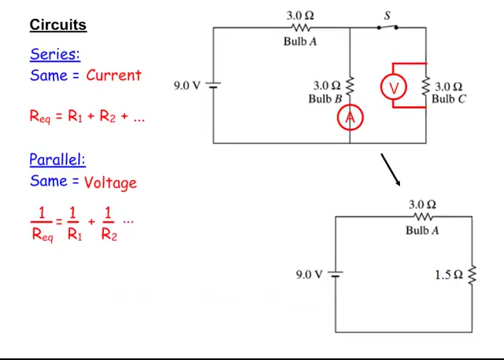 Circuits
Series:
Same = Current
Req = R1 + R2 + ...
Parallel:
Same = Voltage
1/Req = 1/R1 + 1/R2 ...
3.0 Ω
Bulb A
S
9.0 V
3.0 Ω
Bulb B
A
V
3.0 Ω
Bulb C
3.0 Ω
Bulb A
9.0 V
1.5 Ω